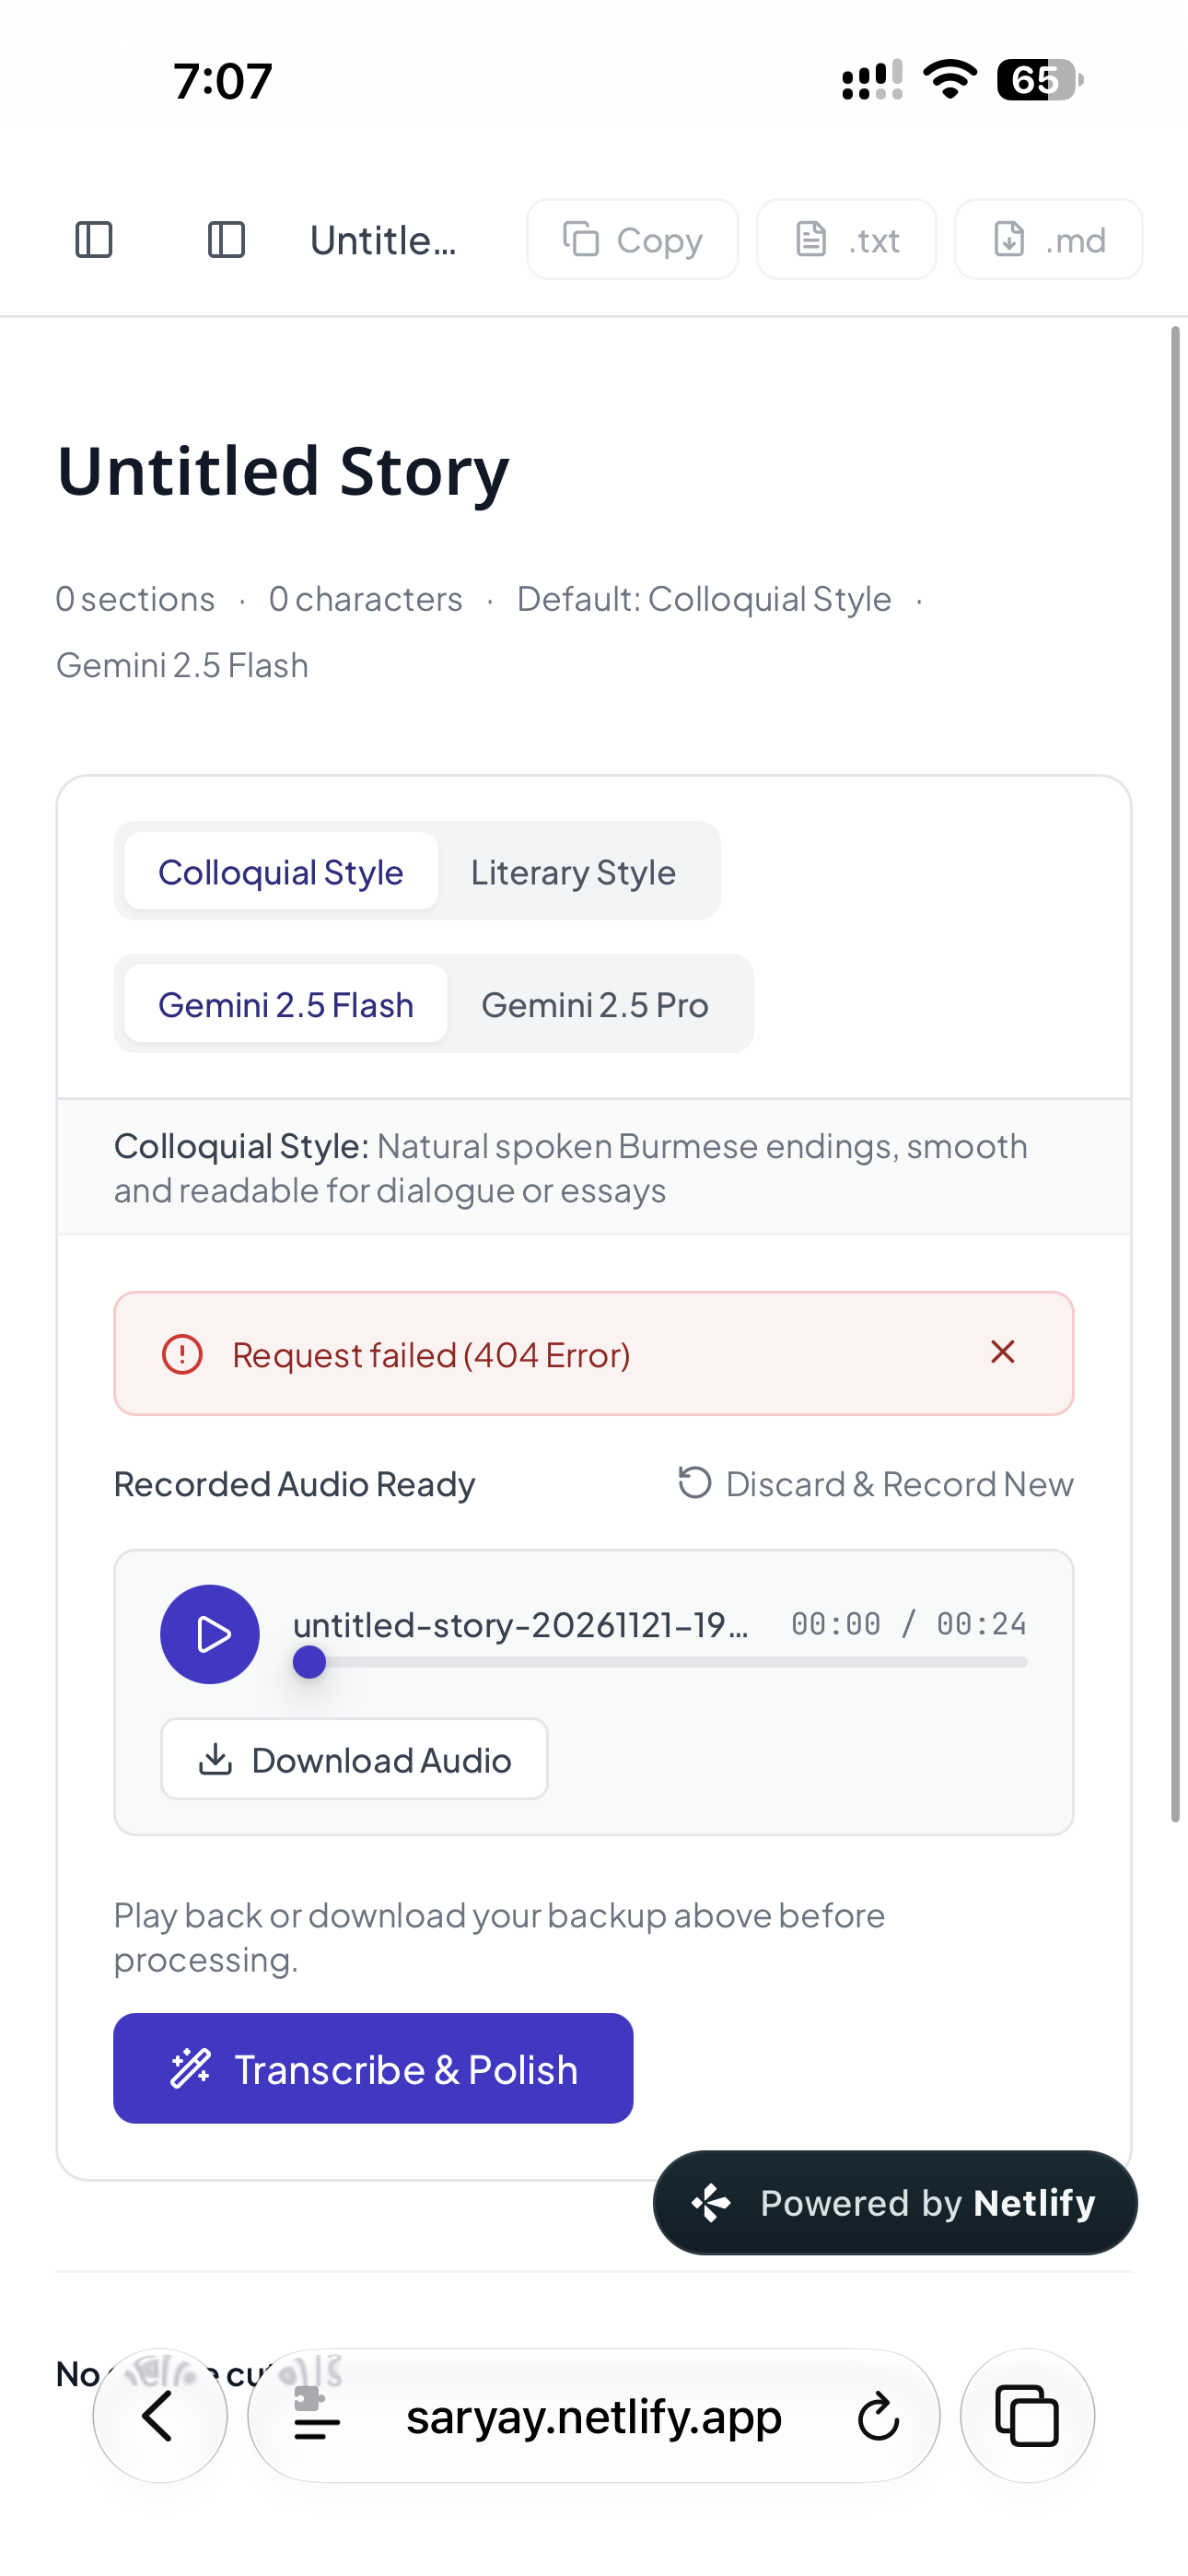 7:07
65
Untitle...
Copy
.txt
.md
Untitled Story
0 sections · 0 characters · Default: Colloquial Style ·
Gemini 2.5 Flash
Colloquial Style
Literary Style
Gemini 2.5 Flash
Gemini 2.5 Pro
Colloquial Style: Natural spoken Burmese endings, smooth
and readable for dialogue or essays
Request failed (404 Error)
Recorded Audio Ready
Discard & Record New
untitled-story-20261121-19...
00:00 / 00:24
Download Audio
Play back or download your backup above before
processing.
Transcribe & Polish
Powered by Netlify
No
saryay.netlify.app